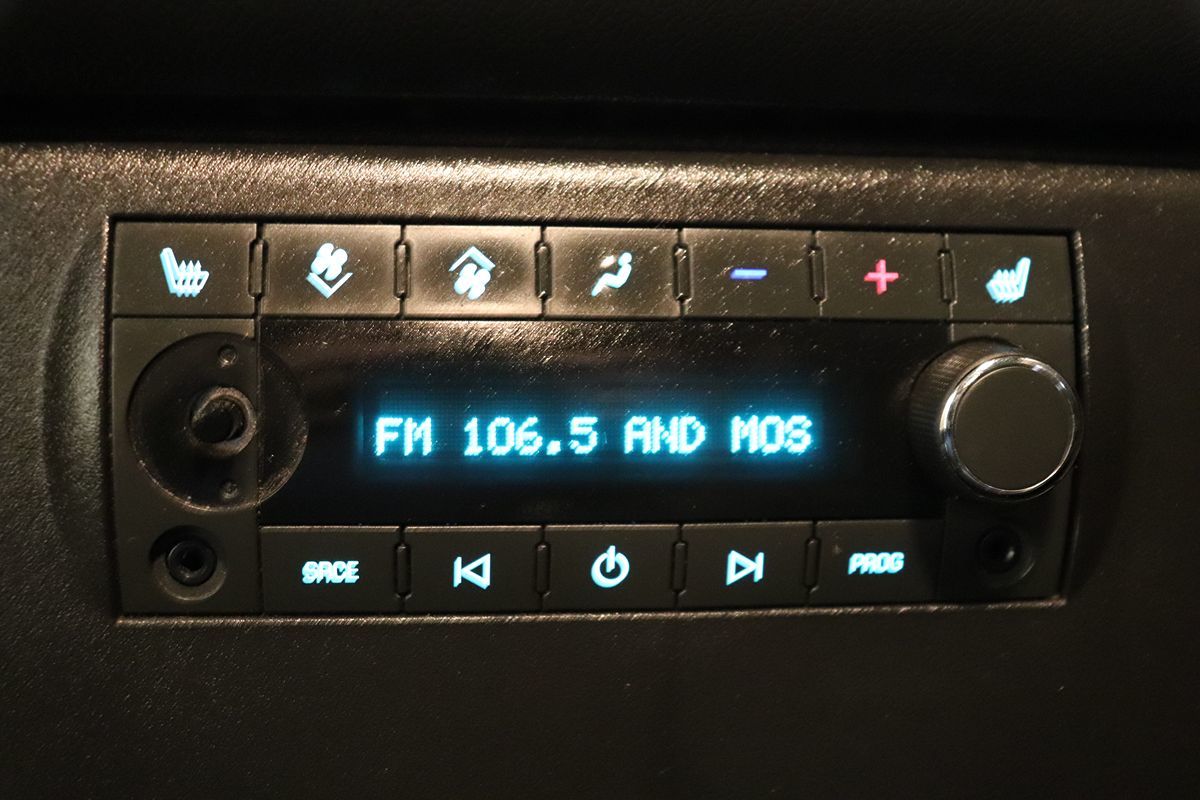 FM 106.5 AND MOS
SRCE PROG